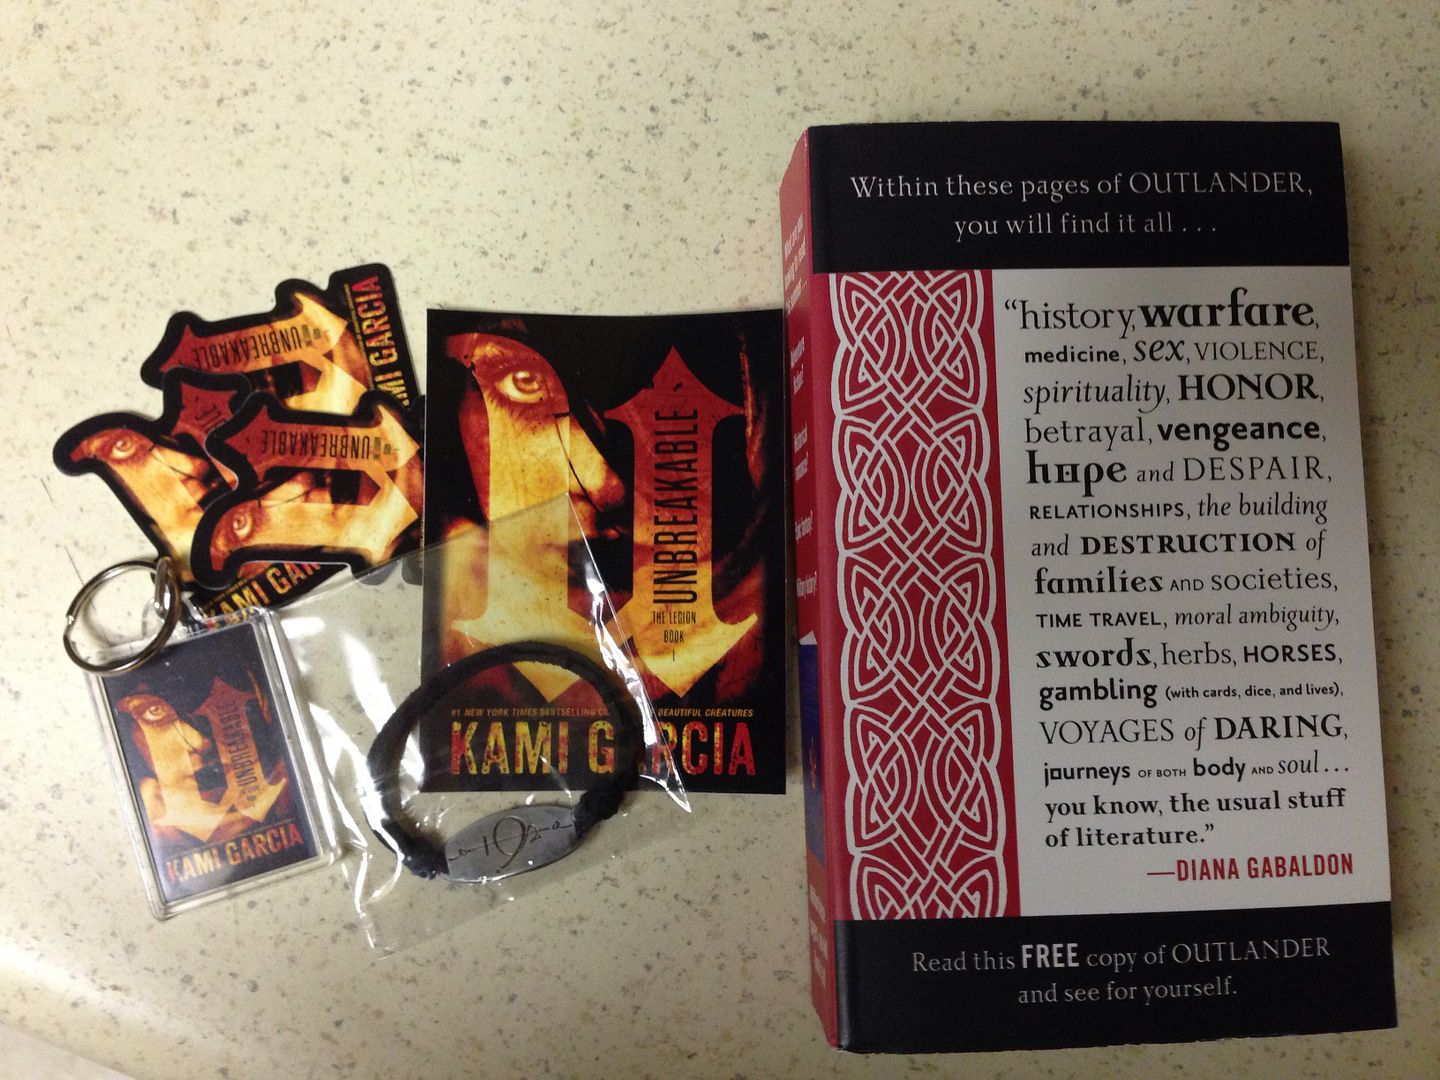 KAMI GARCIA
UNBREAKABLE
UNBREAKABLE
KAMI GAR
UNBREAKABLE
KAMI GARCIA
UNBREAKABLE
THE LEGION
BOOK
I
#1 NEW YORK TIMES BESTSELLING CO BEAUTIFUL CREATURES
KAMI G RCIA
Within these pages of OUTLANDER,
you will find it all . . .
“history, warfare,
medicine, sex, VIOLENCE,
spirituality, HONOR,
betrayal, vengeance,
hope and DESPAIR,
RELATIONSHIPS, the building
and DESTRUCTION of
families AND societies,
TIME TRAVEL, moral ambiguity,
swords, herbs, HORSES,
gambling (with cards, dice, and lives),
VOYAGES of DARING,
journeys OF BOTH body AND soul . . .
you know, the usual stuff
of literature.”
—DIANA GABALDON
Read this FREE copy of OUTLANDER
and see for yourself.